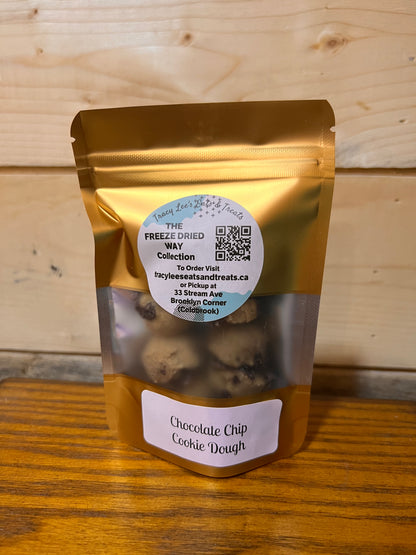 Tracy Lee's Eats & Treats
THE
FREEZE DRIED
WAY
Collection
To Order Visit
tracyleeseatsandtreats.ca
or Pickup at
33 Stream Ave
Brooklyn Corner
(Coldbrook)
Chocolate Chip
Cookie Dough